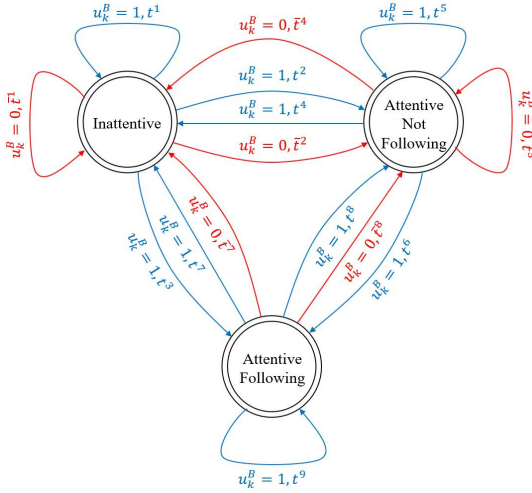 u_k^B = 1, t^1
u_k^B = 0, t̄^4
u_k^B = 1, t^5
u_k^B = 1, t^2
u_k^B = 1, t^4
u_k^B = 0, t̄^2
u_k^B = 0, t̄^1
Inattentive
Attentive
Not
Following
u_k^B = 0, t̄^5
u_k^B = 1, t^3
u_k^B = 1, t^7
u_k^B = 0, t̄^7
u_k^B = 1, t^8
u_k^B = 0, t̄^8
u_k^B = 1, t^6
Attentive
Following
u_k^B = 1, t^9